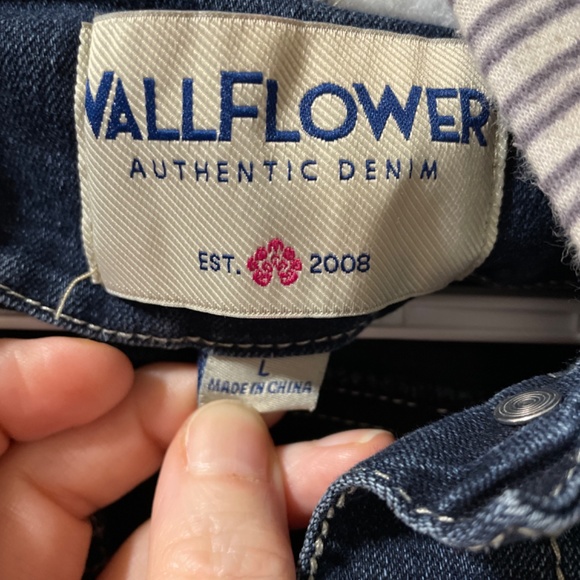 WALLFLOWER
AUTHENTIC DENIM
EST. 2008
L
MADE IN CHINA